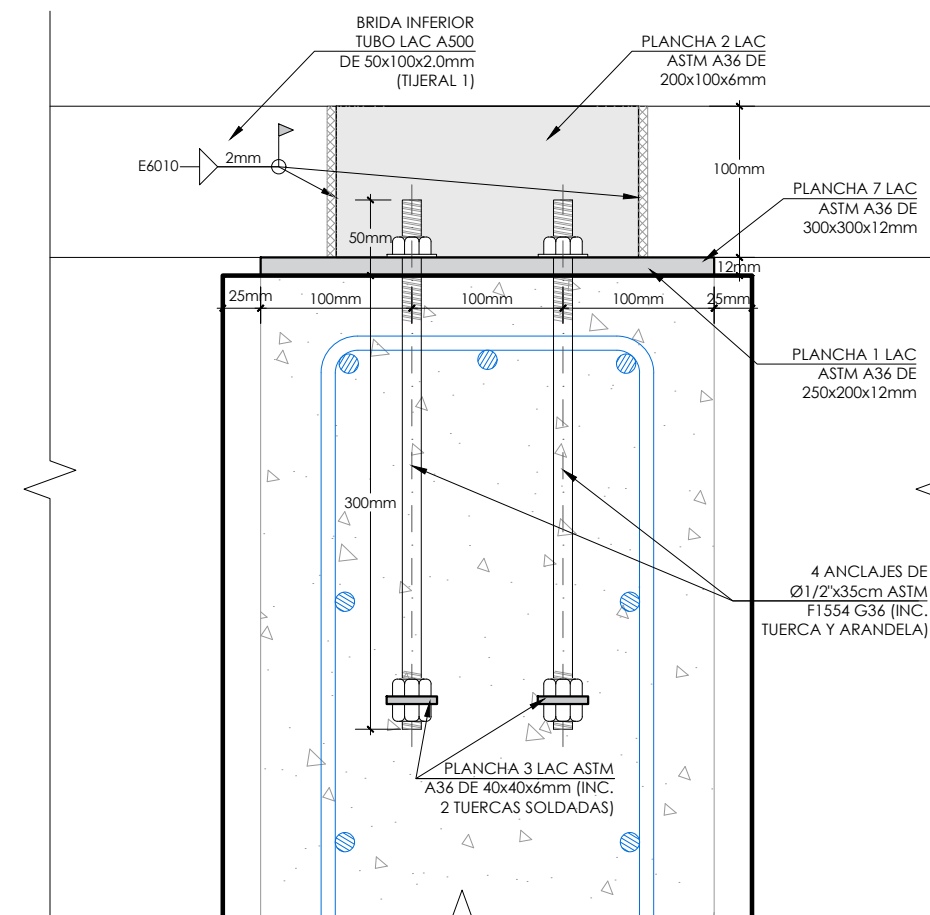 BRIDA INFERIOR
TUBO LAC A500
DE 50x100x2.0mm
(TIJERAL 1)
PLANCHA 2 LAC
ASTM A36 DE
200x100x6mm
E6010
2mm
100mm
PLANCHA 7 LAC
ASTM A36 DE
300x300x12mm
50mm
12mm
25mm
100mm
100mm
100mm
25mm
PLANCHA 1 LAC
ASTM A36 DE
250x200x12mm
300mm
4 ANCLAJES DE
Ø1/2"x35cm ASTM
F1554 G36 (INC.
TUERCA Y ARANDELA)
PLANCHA 3 LAC ASTM
A36 DE 40x40x6mm (INC.
2 TUERCAS SOLDADAS)